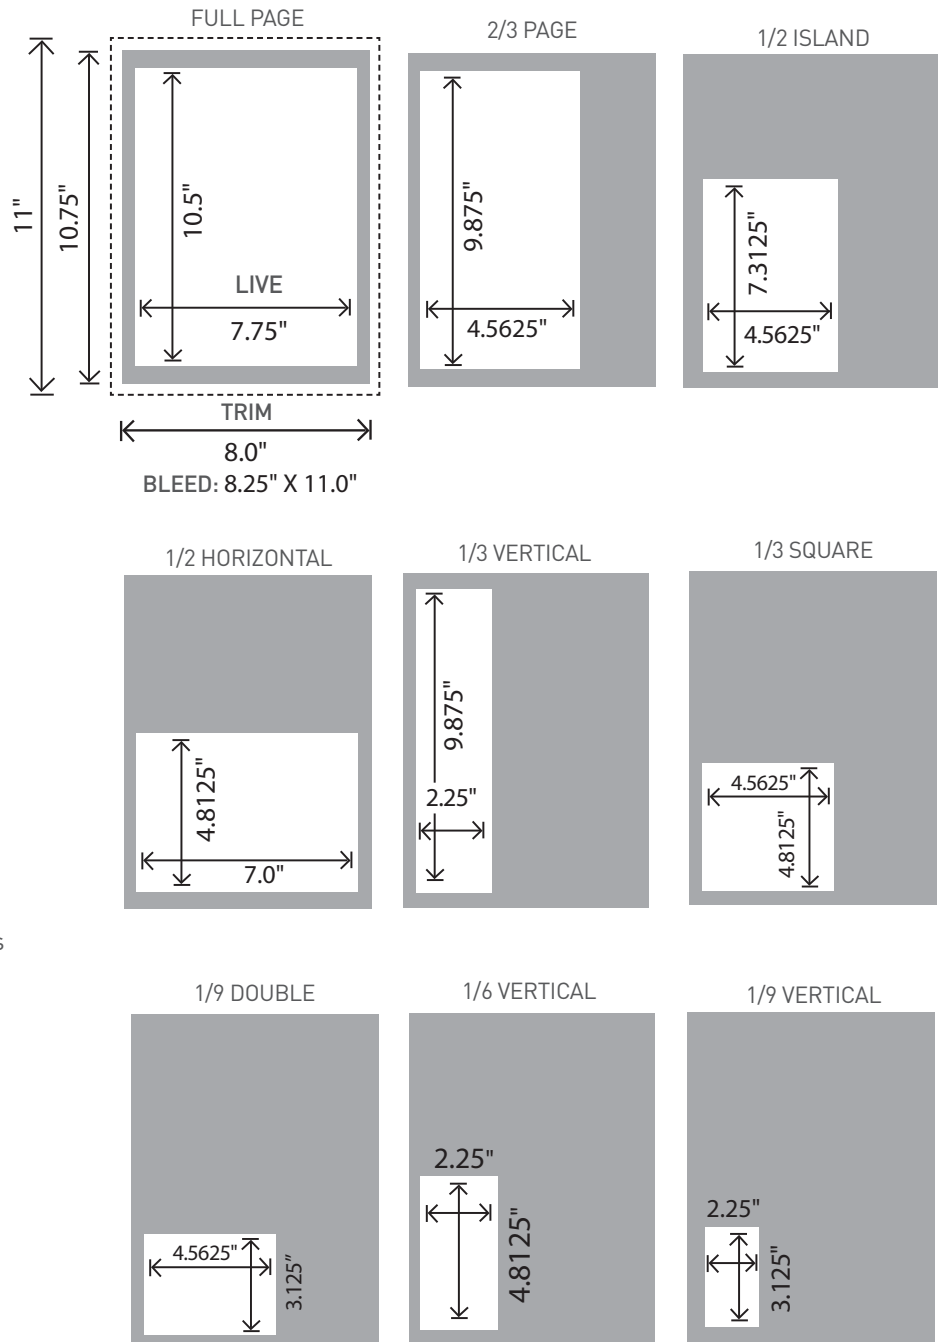 FULL PAGE
11"
10.75"
10.5"
LIVE
7.75"
TRIM
8.0"
BLEED: 8.25" X 11.0"
2/3 PAGE
9.875"
4.5625"
1/2 ISLAND
7.3125"
4.5625"
1/2 HORIZONTAL
4.8125"
7.0"
1/3 VERTICAL
9.875"
2.25"
1/3 SQUARE
4.5625"
4.8125"
s
1/9 DOUBLE
4.5625"
3.125”
1/6 VERTICAL
2.25"
4.8125"
1/9 VERTICAL
2.25"
3.125"